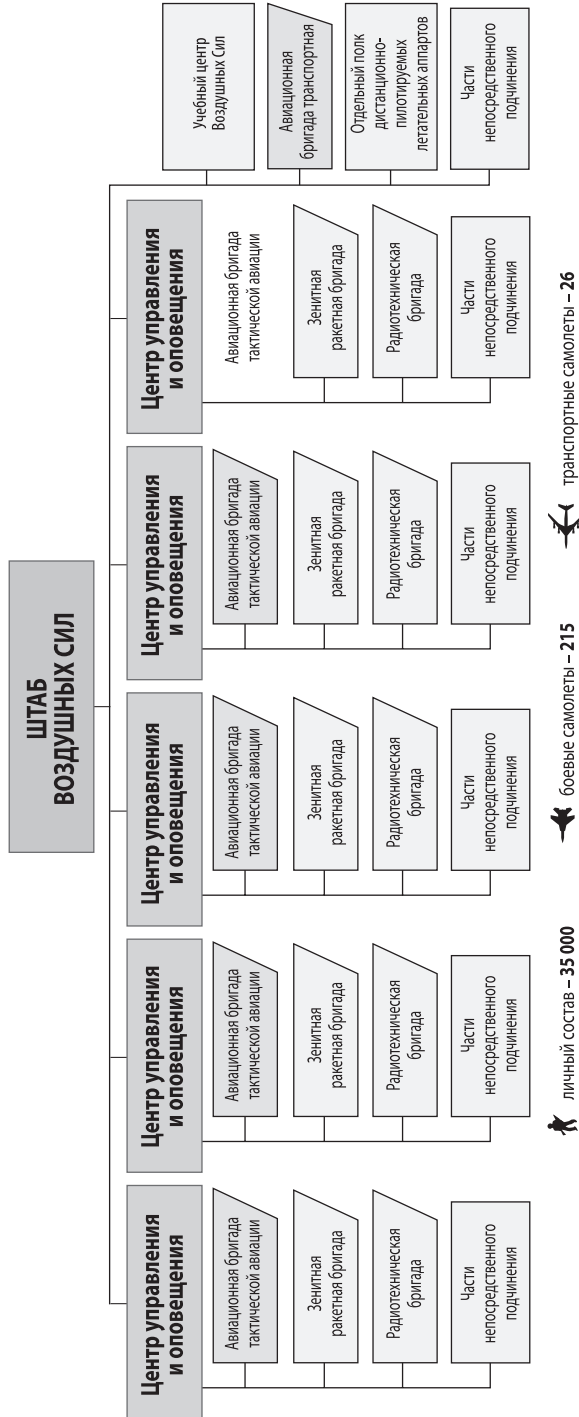 ШТАБ
ВОЗДУШНЫХ СИЛ
Центр управления
и оповещения
Авиационная бригада
тактической авиации
Зенитная
ракетная бригада
Радиотехническая
бригада
Части
непосредственного
подчинения
Центр управления
и оповещения
Авиационная бригада
тактической авиации
Зенитная
ракетная бригада
Радиотехническая
бригада
Части
непосредственного
подчинения
Центр управления
и оповещения
Авиационная бригада
тактической авиации
Зенитная
ракетная бригада
Радиотехническая
бригада
Части
непосредственного
подчинения
Центр управления
и оповещения
Авиационная бригада
тактической авиации
Зенитная
ракетная бригада
Радиотехническая
бригада
Части
непосредственного
подчинения
Центр управления
и оповещения
Авиационная бригада
тактической авиации
Зенитная
ракетная бригада
Радиотехническая
бригада
Части
непосредственного
подчинения
Учебный центр
Воздушных Сил
Авиационная
бригада транспортная
Отдельный полк
дистанционно-
пилотируемых
летательных аппартов
Части
непосредственного
подчинения
личный состав – 35 000
боевые самолеты – 215
транспортные самолеты – 26